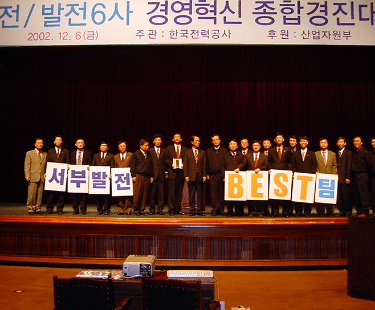 전/발전6사 경영혁신 종합경진대
2002. 12. 6(금) 주관 : 한국전력공사 후원 : 산업자원부
서부발전 BEST팀